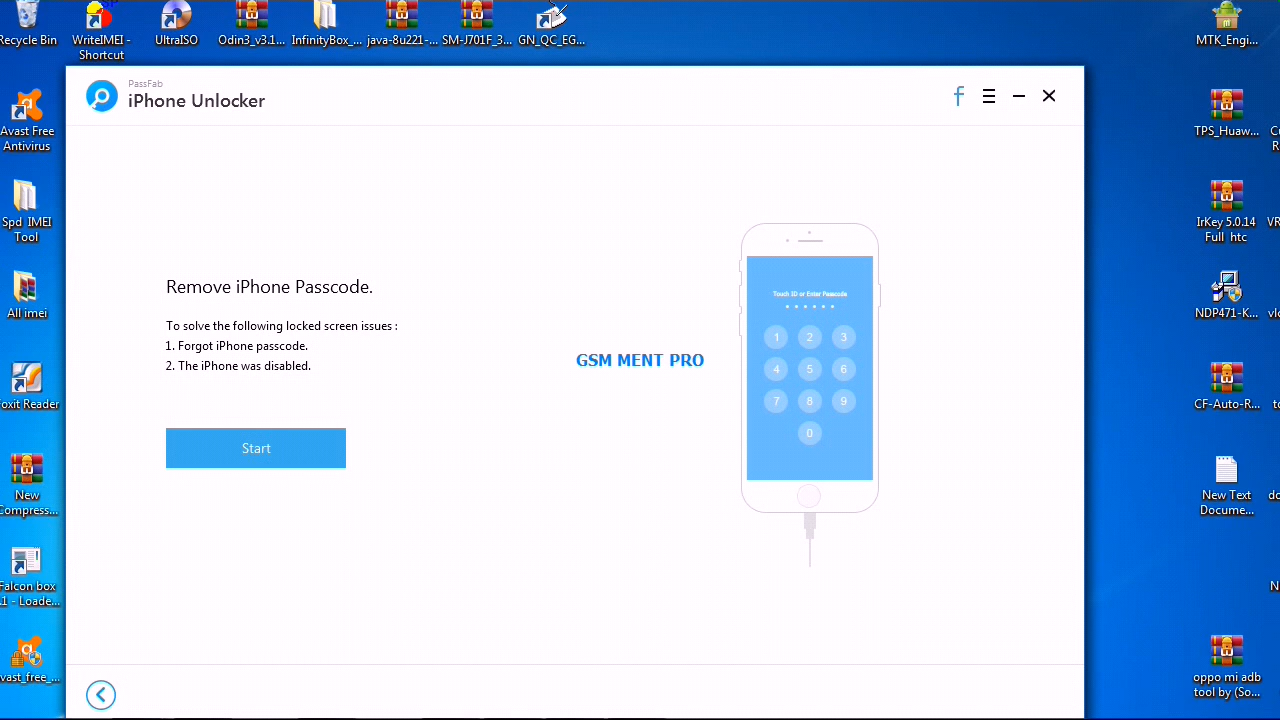 Recycle Bin
WriteIMEI -
Shortcut
UltraISO
Odin3_v3.1...
InfinityBox_...
java-8u221-...
SM-J701F_3...
GN_QC_EG...
MTK_Engi...
PassFab
iPhone Unlocker
Avast Free
Antivirus
TPS_Huaw...
Spd IMEI
Tool
IrKey 5.0.14
Full htc
Remove iPhone Passcode.
To solve the following locked screen issues :
1. Forgot iPhone passcode.
2. The iPhone was disabled.
Start
GSM MENT PRO
Touch ID or Enter Passcode
1 2 3
4 5 6
7 8 9
0
All imei
NDP471-K...
oxit Reader
CF-Auto-R...
New
Compress...
New Text
Docume...
Falcon box
.1 - Loade...
vast_free_...
oppo mi adb
tool by (So...